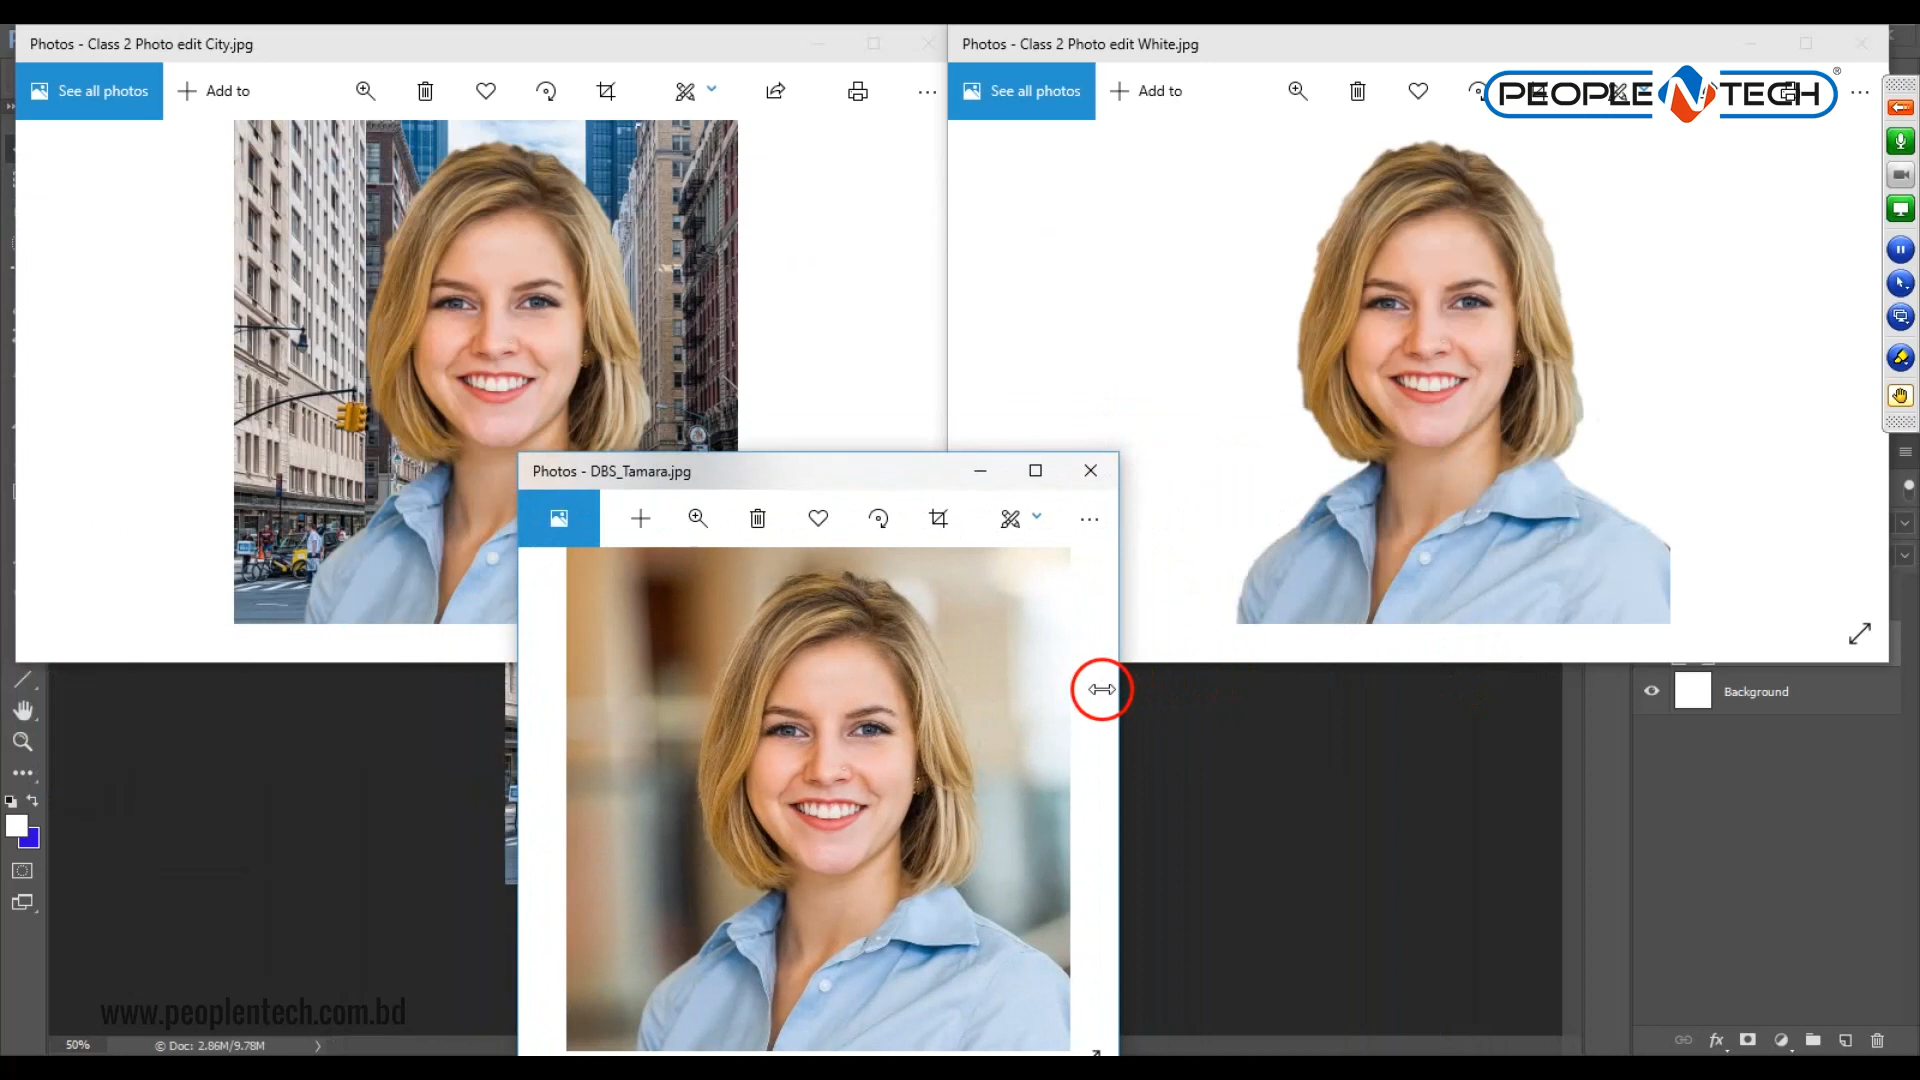 Photos - Class 2 Photo edit City.jpg
Photos - Class 2 Photo edit White.jpg
See all photos
Add to
See all photos
Add to
PEOPLE N TECH
®
Photos - DBS_Tamara.jpg
Background
www.peoplentech.com.bd
50%
© Doc: 2.86M/9.78M
fx